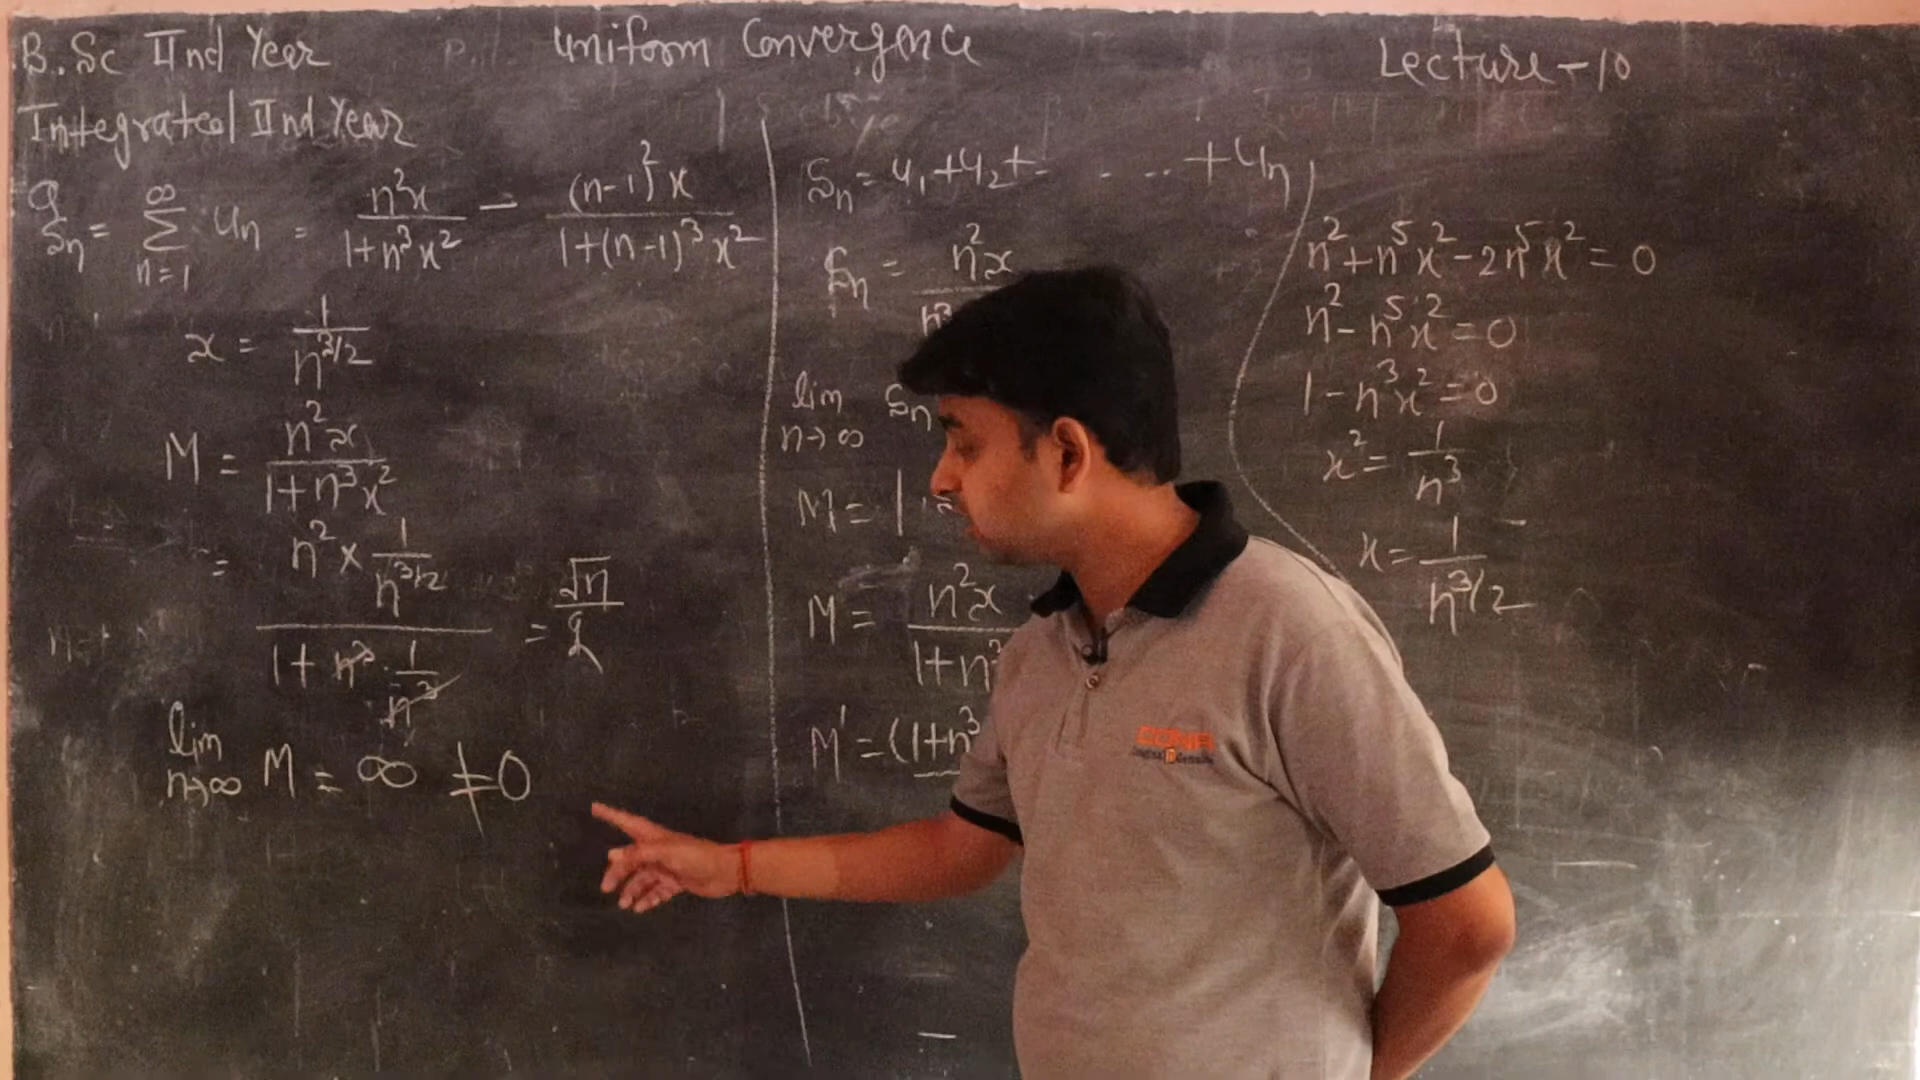 B.Sc IInd Year
Uniform Convergence
Lecture-10
Integrated IInd Year
Q
Sn = ∞∑n=1 un = n²x/1+n³x² - (n-1)²x/1+(n-1)³x²
x = 1/n^3/2
M = n²x/1+n³x²
= n² × 1/n^3/2 / 1+n³·1/n³ = √n/2
lim n→∞ M = ∞ ≠ 0
Sn = u1+u2+ - . .. +un
Sn = n²x
lim n→∞ Sn
M = |
M = n²x/1+n³
M' = (1+n³
n²+n⁵x²-2n⁵x² = 0
n²-n⁵x² = 0
1-n³x² = 0
x² = 1/n³
x = 1/n^3/2